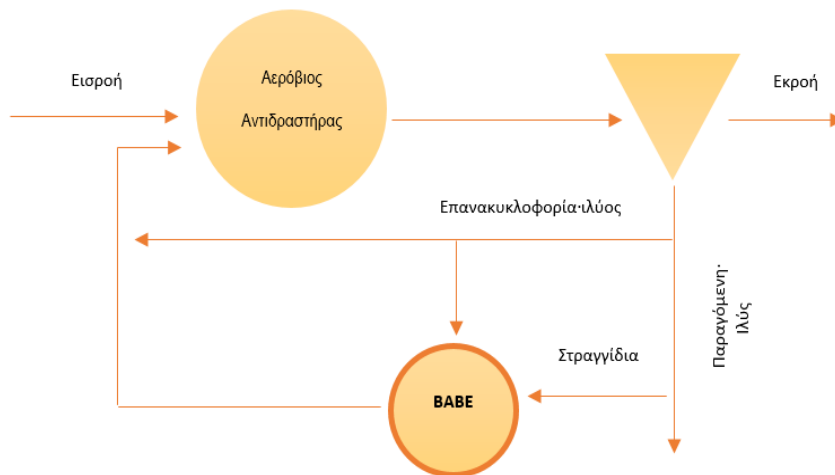 Εισροή
Αερόβιος
Αντιδραστήρας
Εκροή
Επανακυκλοφορία·ιλύος
Παραγόμενη·
Ιλύς
Στραγγίδια
BABE